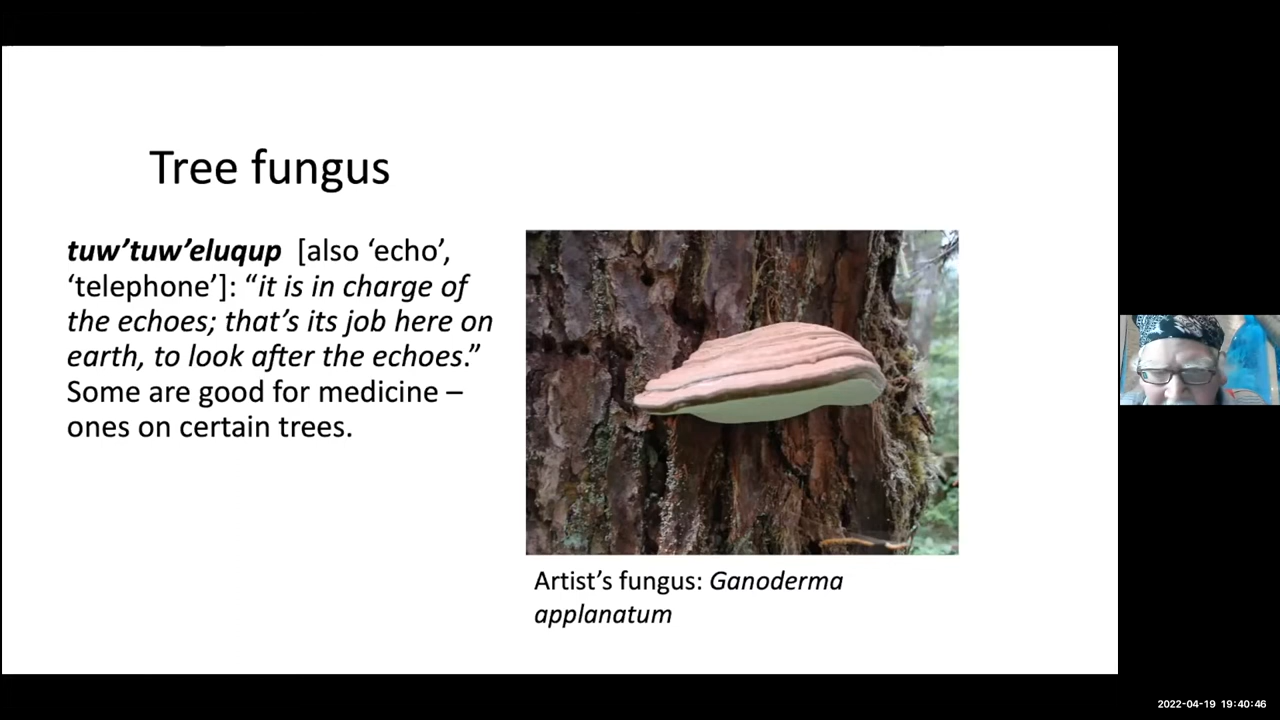 Tree fungus
tuw’tuw’eluqup [also ‘echo’,
‘telephone’]: “it is in charge of
the echoes; that’s its job here on
earth, to look after the echoes.”
Some are good for medicine –
ones on certain trees.
Artist’s fungus: Ganoderma
applanatum
2022-04-19 19:40:46